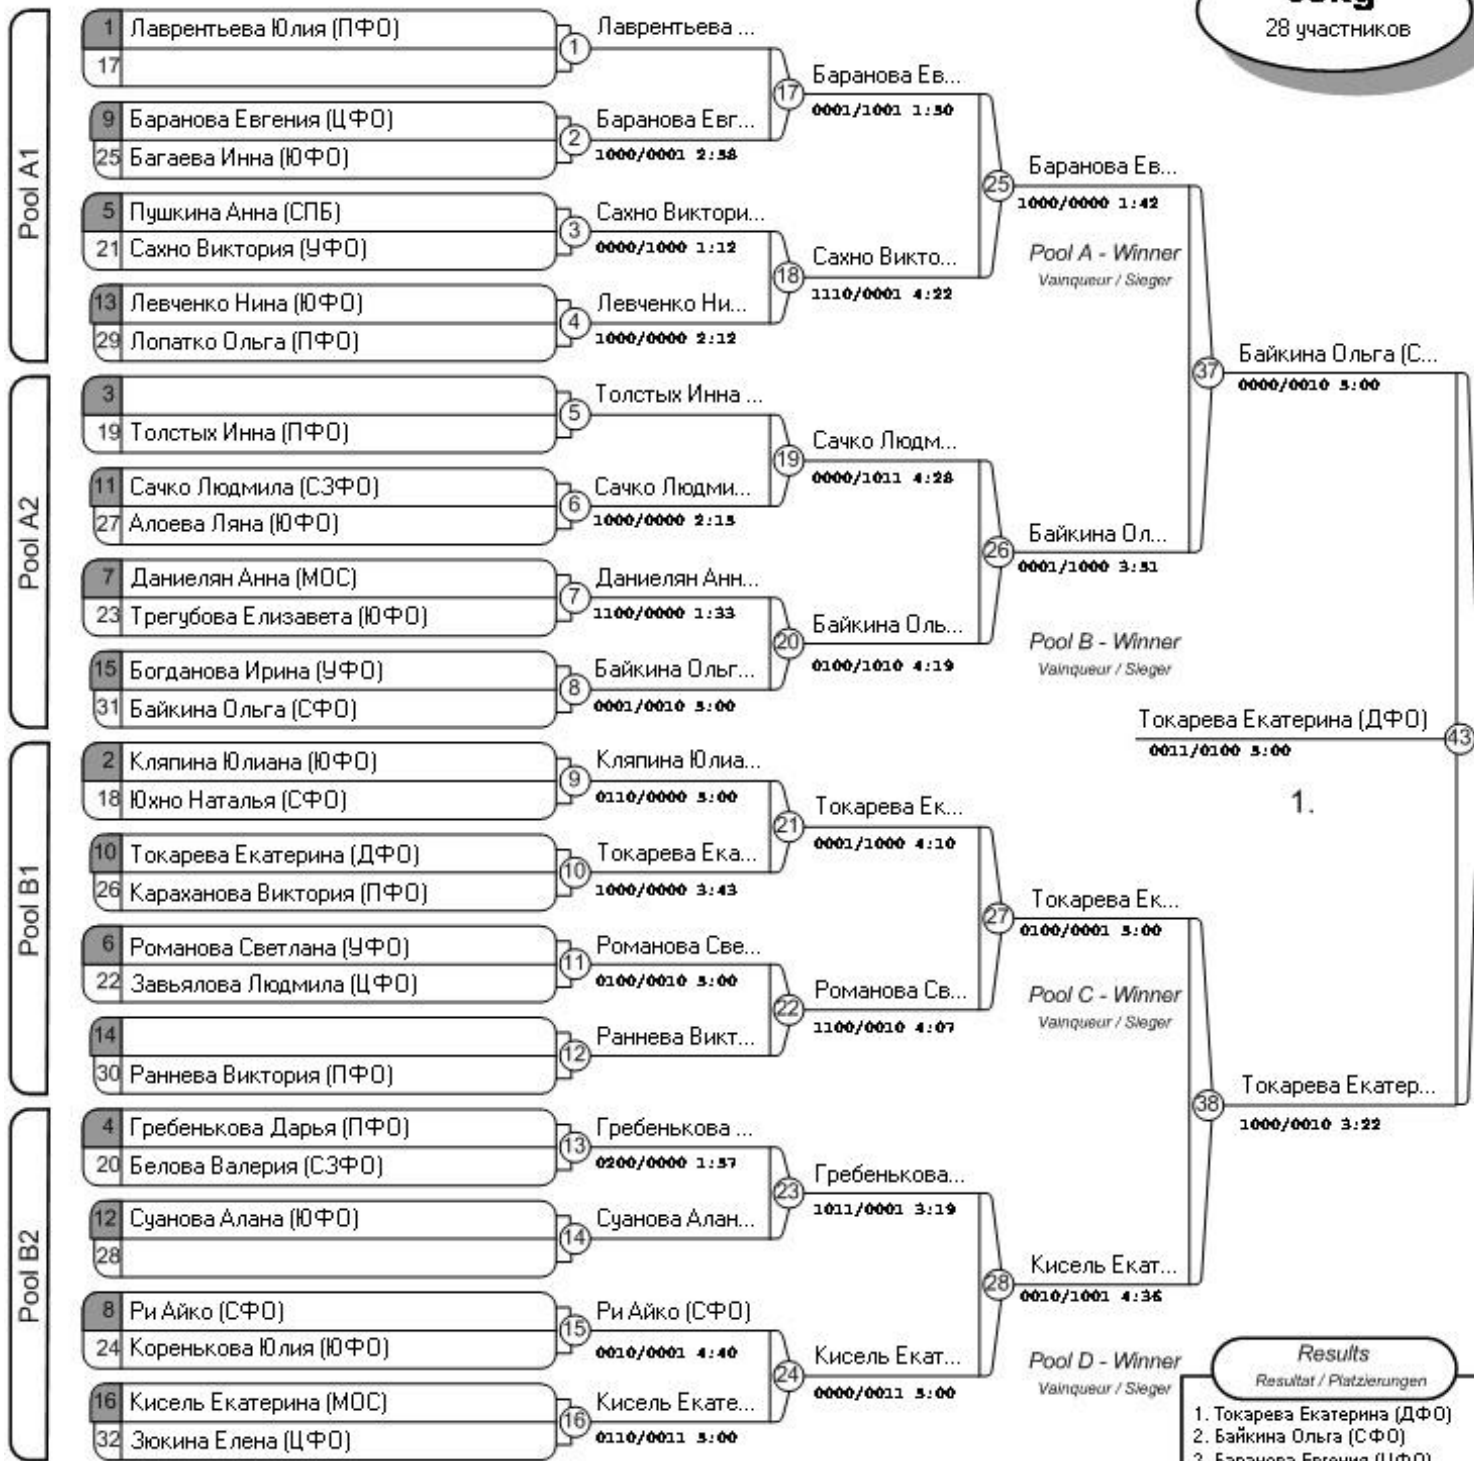 28 участников
Pool A1
1 Лаврентьева Юлия (ПФО)
17
1
Лаврентьева ...
9 Баранова Евгения (ЦФО)
25 Багаева Инна (ЮФО)
2
Баранова Евг...
1000/0001 2:58
17
Баранова Ев...
0001/1001 1:30
5 Пушкина Анна (СПБ)
21 Сахно Виктория (УФО)
3
Сахно Виктори...
0000/1000 1:12
13 Левченко Нина (ЮФО)
29 Лопатко Ольга (ПФО)
4
Левченко Ни...
1000/0000 2:12
18
Сахно Викто...
1110/0001 4:22
25
Баранова Ев...
1000/0000 1:42
Pool A - Winner
Vainqueur / Sieger
Pool A2
3
19 Толстых Инна (ПФО)
5
Толстых Инна ...
11 Сачко Людмила (СЗФО)
27 Алоева Ляна (ЮФО)
6
Сачко Людми...
1000/0000 2:15
19
Сачко Людм...
0000/1011 4:28
7 Даниелян Анна (МОС)
23 Трегубова Елизавета (ЮФО)
7
Даниелян Анн...
1100/0000 1:33
15 Богданова Ирина (УФО)
31 Байкина Ольга (СФО)
8
Байкина Ольг...
0001/0010 5:00
20
Байкина Оль...
0100/1010 4:19
26
Байкина Ол...
0001/1000 3:51
Pool B - Winner
Vainqueur / Sieger
37
Байкина Ольга (С...
0000/0010 5:00
Pool B1
2 Кляпина Юлиана (ЮФО)
18 Юхно Наталья (СФО)
9
Кляпина Юлиа...
0110/0000 5:00
10 Токарева Екатерина (ДФО)
26 Караханова Виктория (ПФО)
10
Токарева Ека...
1000/0000 3:43
21
Токарева Ек...
0001/1000 4:10
6 Романова Светлана (УФО)
22 Завьялова Людмила (ЦФО)
11
Романова Све...
0100/0010 5:00
14
30 Раннева Виктория (ПФО)
12
Раннева Викт...
22
Романова Св...
1100/0010 4:07
27
Токарева Ек...
0100/0001 5:00
Pool C - Winner
Vainqueur / Sieger
Pool B2
4 Гребенькова Дарья (ПФО)
20 Белова Валерия (СЗФО)
13
Гребенькова ...
0200/0000 1:57
12 Суанова Алана (ЮФО)
28
14
Суанова Алан...
23
Гребенькова...
1011/0001 3:19
8 Ри Айко (СФО)
24 Коренькова Юлия (ЮФО)
15
Ри Айко (СФО)
0010/0001 4:40
16 Кисель Екатерина (МОС)
32 Зюкина Елена (ЦФО)
16
Кисель Екате...
0110/0011 5:00
24
Кисель Екат...
0000/0011 5:00
28
Кисель Екат...
0010/1001 4:36
Pool D - Winner
Vainqueur / Sieger
38
Токарева Екатер...
1000/0010 3:22
Токарева Екатерина (ДФО)
43
0011/0100 5:00
1.
Results
Resultat / Platzierungen
1. Токарева Екатерина (ДФО)
2. Байкина Ольга (СФО)
3. Баранова Евгения (ЦФО)